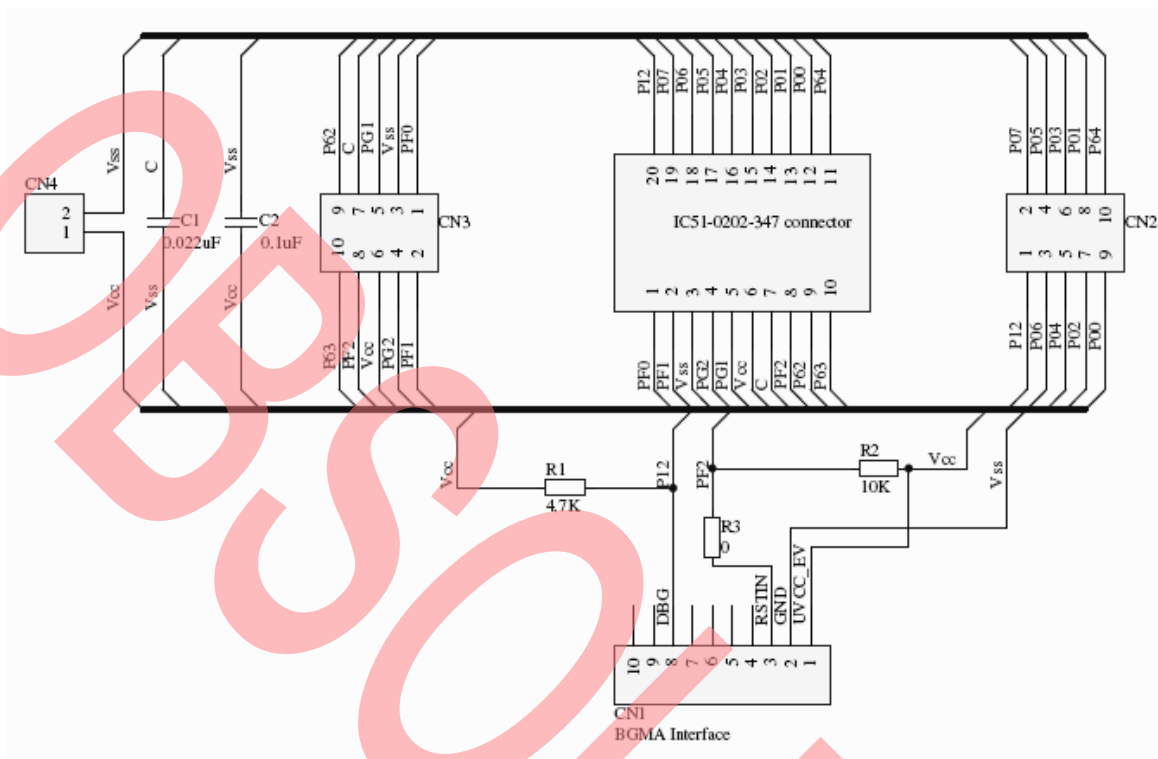 P62 C PG1 Vss PF0
P12 P07 P06 P05 P04 P03 P02 P01 P00 P64
P07 P05 P03 P01 P64
Vss C Vss
CN4
2
1
C1
0.022uF
C2
0.1uF
9 7 5 3 1
10 8 6 4 2
CN3
20 19 18 17 16 15 14 13 12 11
IC51-0202-347 connector
1 2 3 4 5 6 7 8 9 10
2 4 6 8 10
1 3 5 7 9
CN2
Vcc Vss Vcc
P63 PF2 Vcc PG2 PF1
PF0 PF1 Vss PG2 PG1 Vcc C PF2 P62 P63
P12 P06 P04 P02 P00
Vcc
R1
4.7K
P12
PF2
R2
10K
Vcc
Vss
R3
0
DBG
RSTIN
GND
UVCC_EV
10 9 8 7 6 5 4 3 2 1
CN1
BGMA Interface
OBSOL